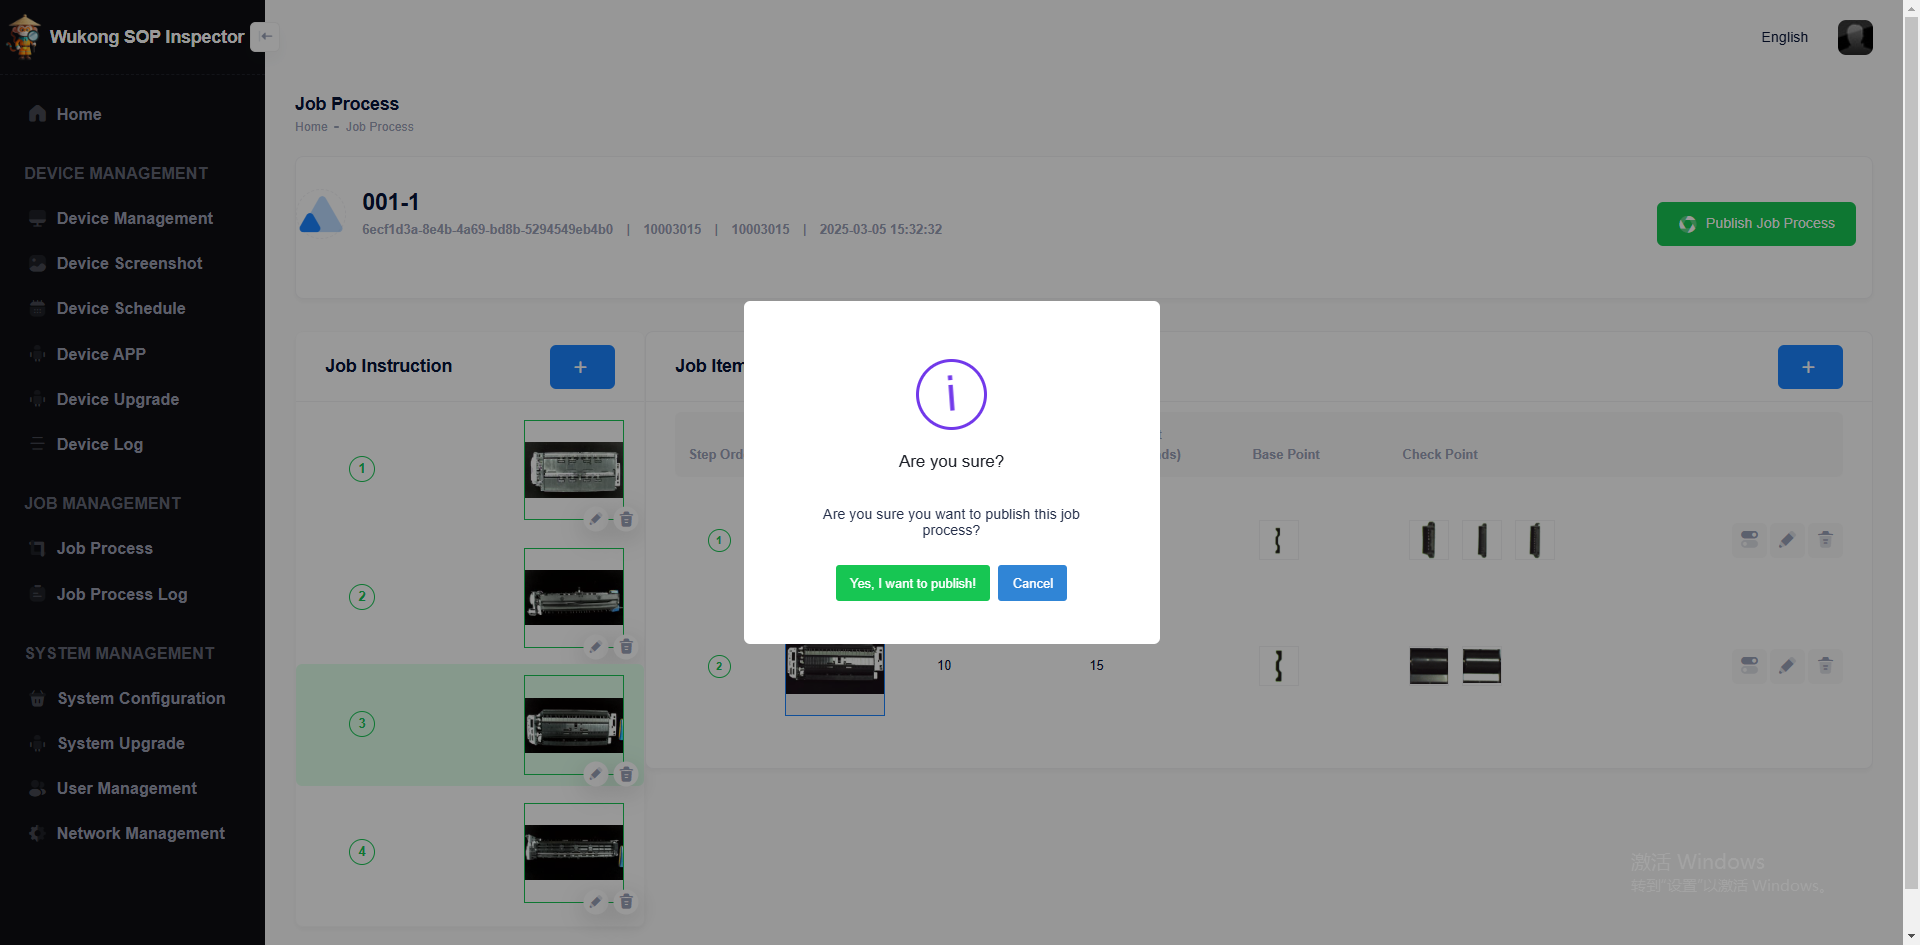 Wukong SOP Inspector
English
Home
DEVICE MANAGEMENT
Device Management
Device Screenshot
Device Schedule
Device APP
Device Upgrade
Device Log
JOB MANAGEMENT
Job Process
Job Process Log
SYSTEM MANAGEMENT
System Configuration
System Upgrade
User Management
Network Management
Job Process
Home - Job Process
001-1
6ecf1d3a-8e4b-4a69-bd8b-5294549eb4b0 | 10003015 | 10003015 | 2025-03-05 15:32:32
Publish Job Process
Job Instruction
+
1
2
3
4
Job Item
+
Step Ord
ds)
Base Point
Check Point
1
2
10
15
i
Are you sure?
Are you sure you want to publish this job
process?
Yes, I want to publish!
Cancel
激活 Windows
转到"设置"以激活 Windows。